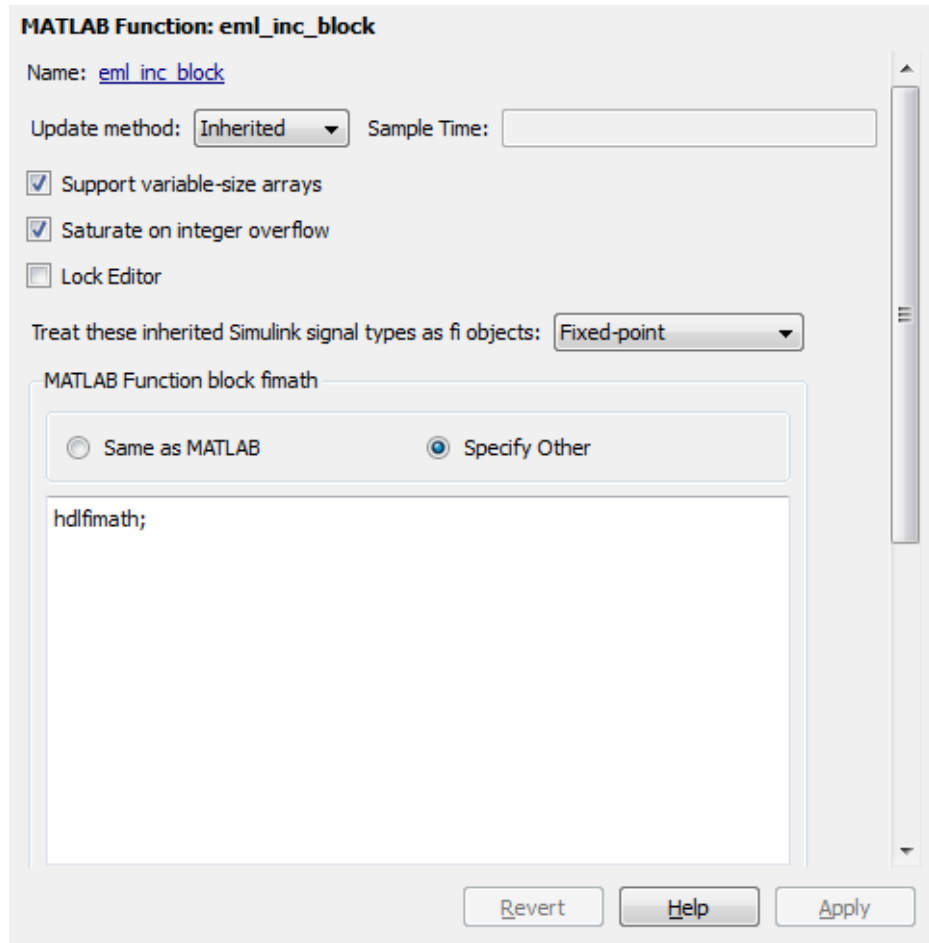 MATLAB Function: eml_inc_block
Name: eml_inc_block
Update method: Inherited Sample Time:
Support variable-size arrays
Saturate on integer overflow
Lock Editor
Treat these inherited Simulink signal types as fi objects: Fixed-point
MATLAB Function block fimath
Same as MATLAB Specify Other
hdlfimath;
Revert Help Apply